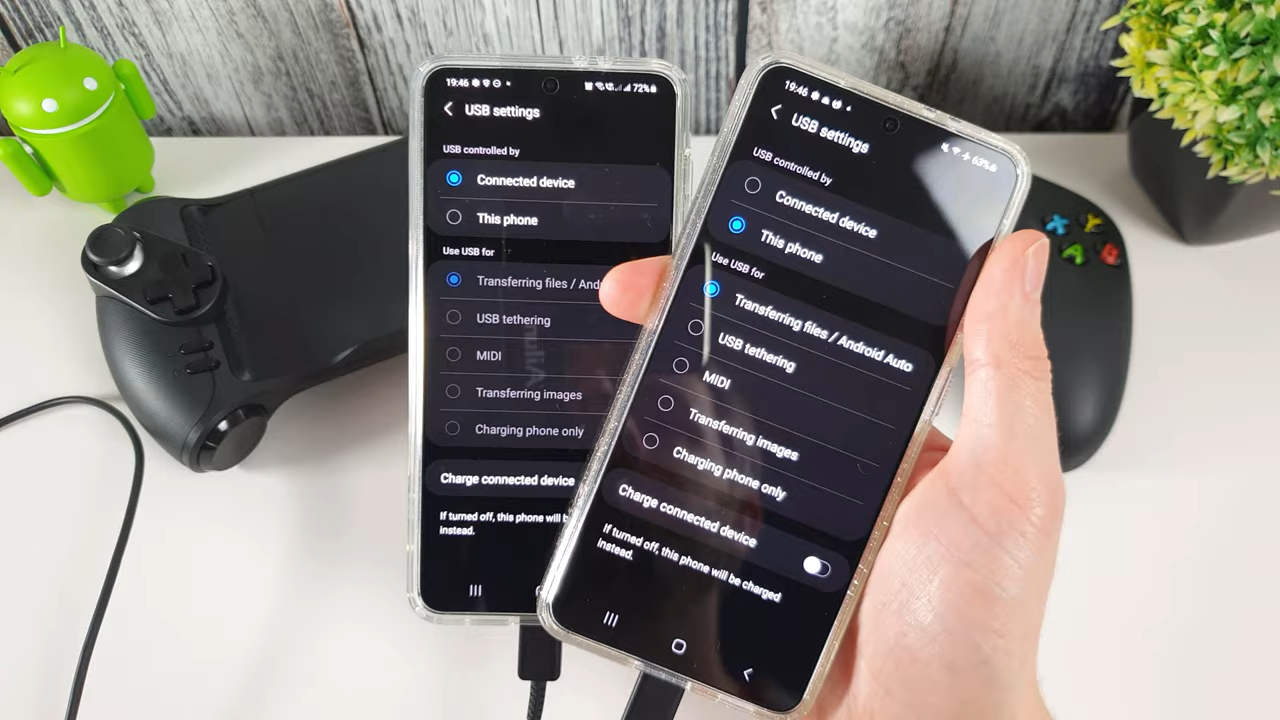 19:46
72%
USB settings
USB controlled by
Connected device
This phone
Use USB for
Transferring files / And
USB tethering
MIDI
Transferring images
Charging phone only
Charge connected device
If turned off, this phone will b
instead.
19:46
63%
USB settings
USB controlled by
Connected device
This phone
Use USB for
Transferring files / Android Auto
USB tethering
MIDI
Transferring images
Charging phone only
Charge connected device
If turned off, this phone will be charged
instead.
X
Y
A
B